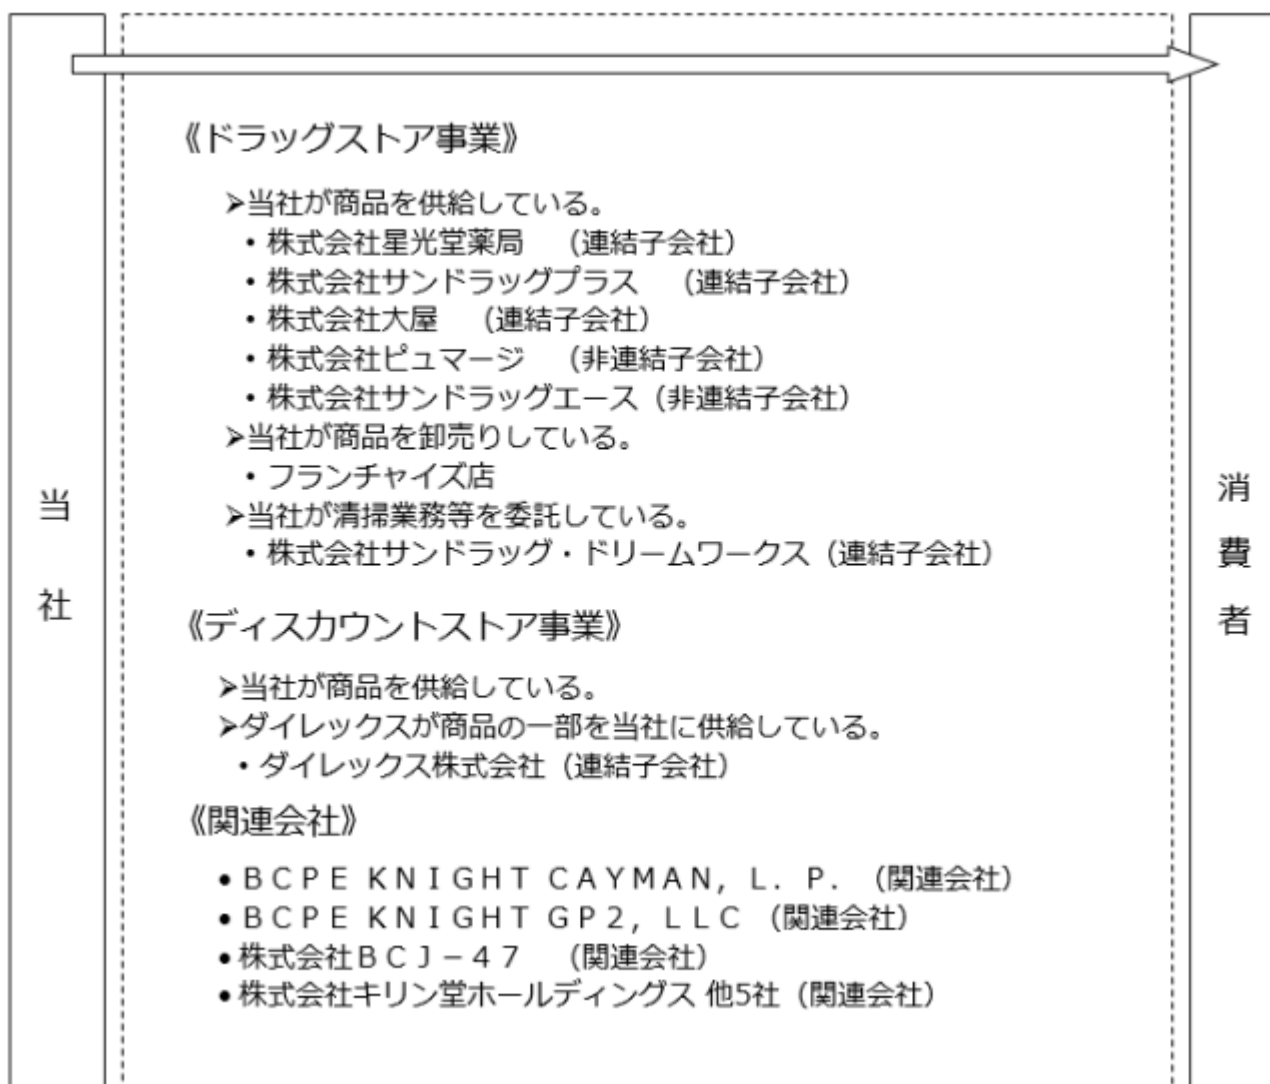 《ドラッグストア事業》
➢当社が商品を供給している。
・株式会社星光堂薬局　（連結子会社）
・株式会社サンドラッグプラス　（連結子会社）
・株式会社大屋　（連結子会社）
・株式会社ピュマージ　（非連結子会社）
・株式会社サンドラッグエース（非連結子会社）
➢当社が商品を卸売りしている。
・フランチャイズ店
➢当社が清掃業務等を委託している。
・株式会社サンドラッグ・ドリームワークス（連結子会社）
《ディスカウントストア事業》
➢当社が商品を供給している。
➢ダイレックスが商品の一部を当社に供給している。
・ダイレックス株式会社（連結子会社）
《関連会社》
●ＢＣＰＥ ＫＮＩＧＨＴ ＣＡＹＭＡＮ，Ｌ．Ｐ．（関連会社）
●ＢＣＰＥ ＫＮＩＧＨＴ ＧＰ２，ＬＬＣ（関連会社）
●株式会社ＢＣＪ－４７　（関連会社）
●株式会社キリン堂ホールディングス 他5社（関連会社）
当社
消費者